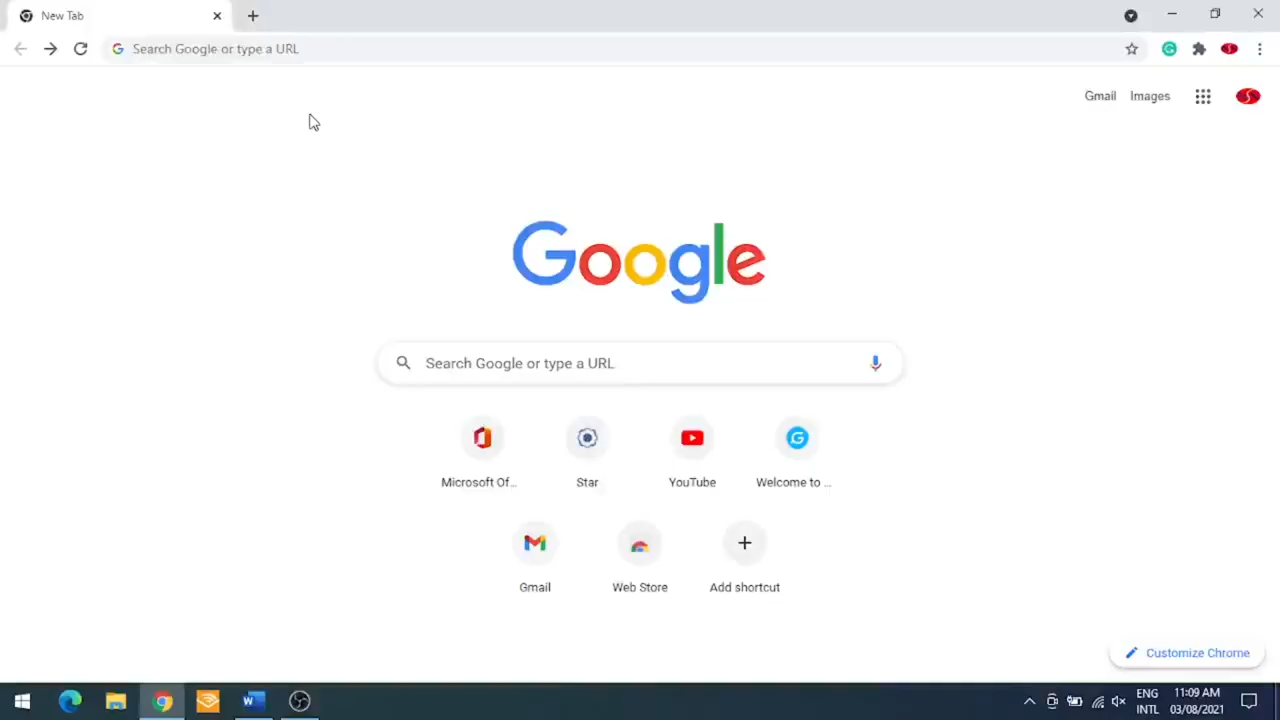 New Tab
Search Google or type a URL
Gmail Images
Google
Search Google or type a URL
Microsoft Of... Star YouTube Welcome to ...
Gmail Web Store Add shortcut
Customize Chrome
ENG 11:09 AM
INTL 03/08/2021